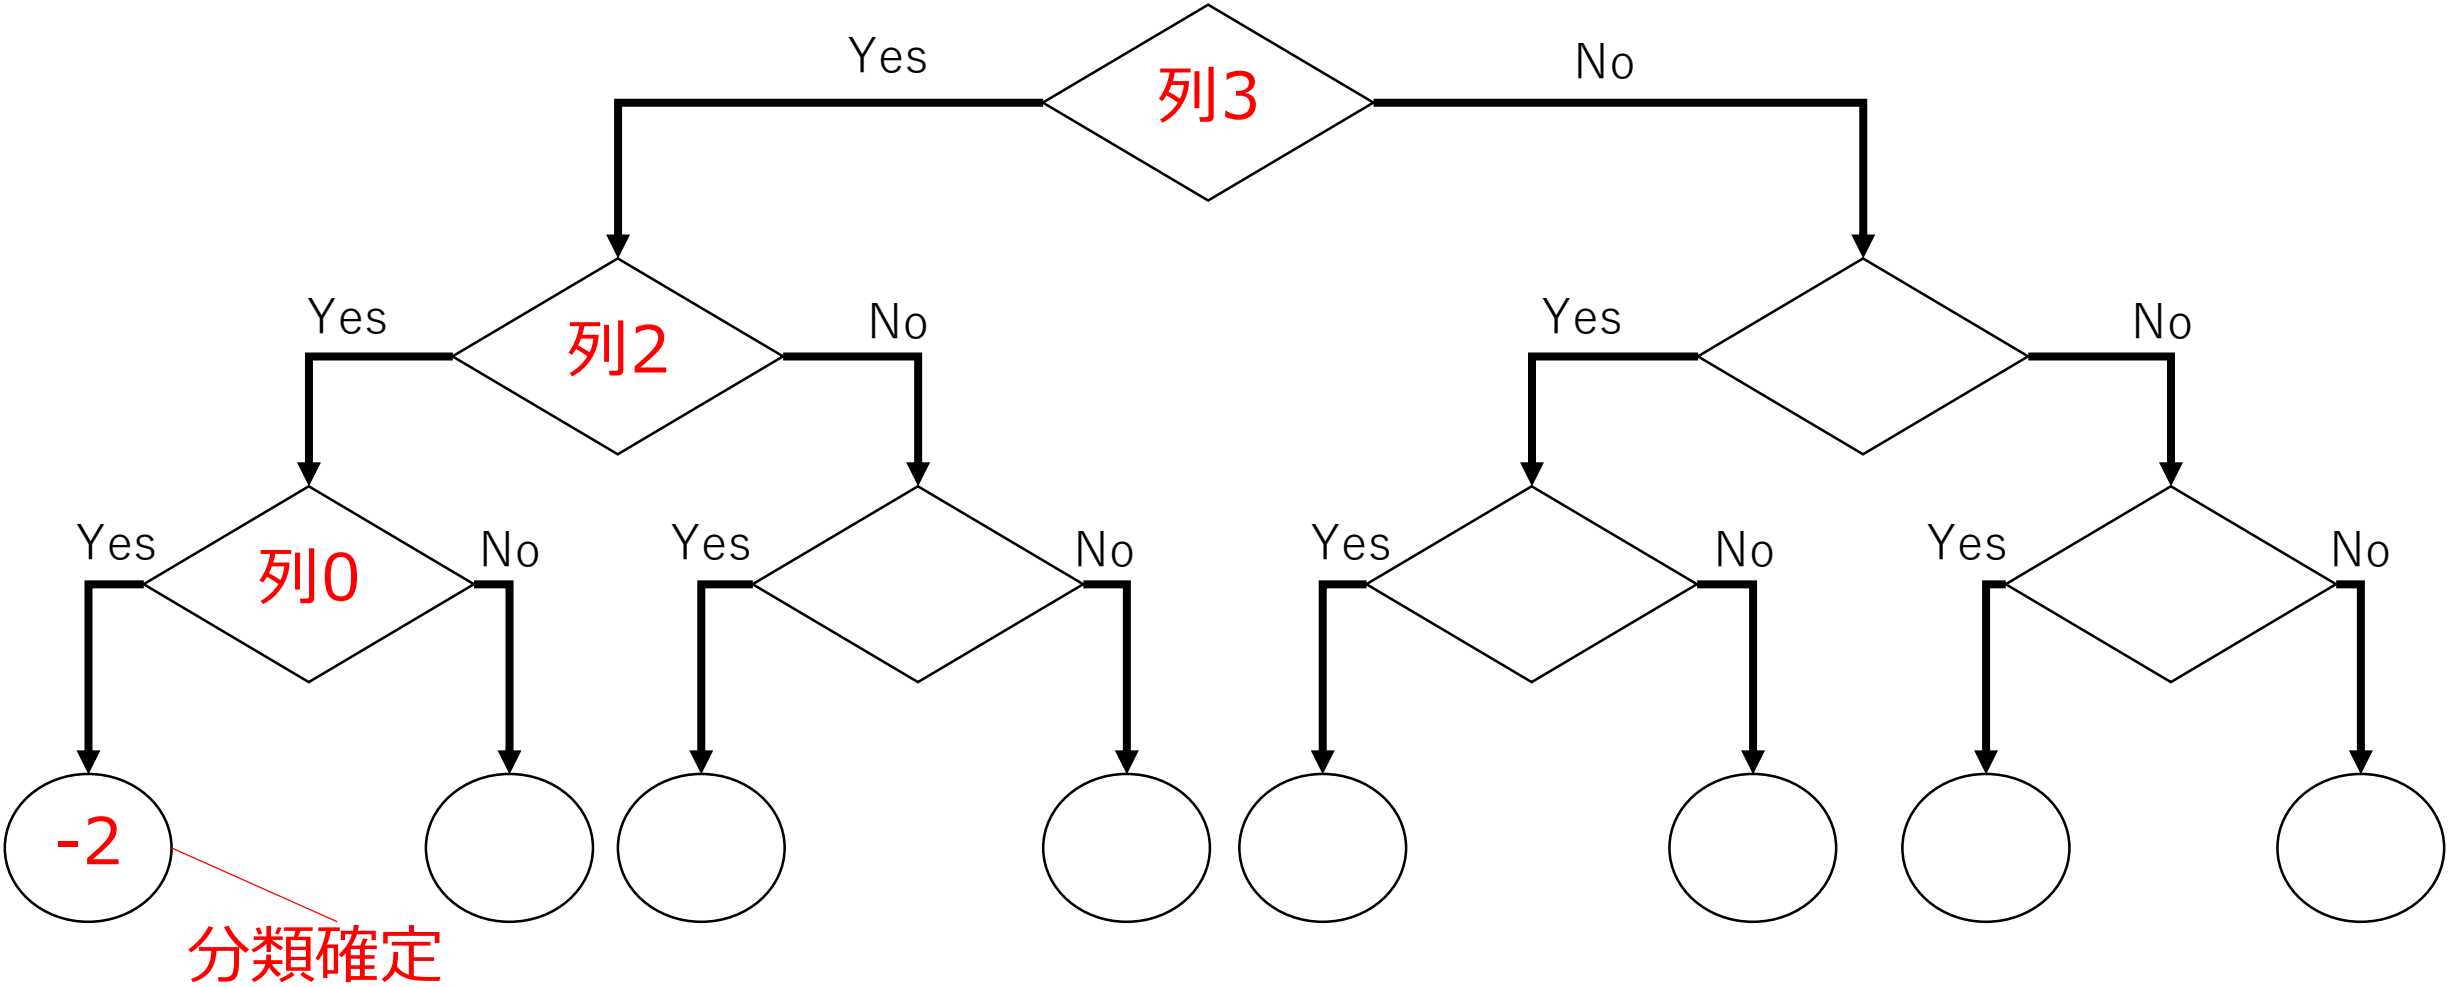 Yes
列3
No
Yes
列2
No
Yes
No
Yes
列0
No
Yes
No
Yes
No
Yes
No
-2
分類確定